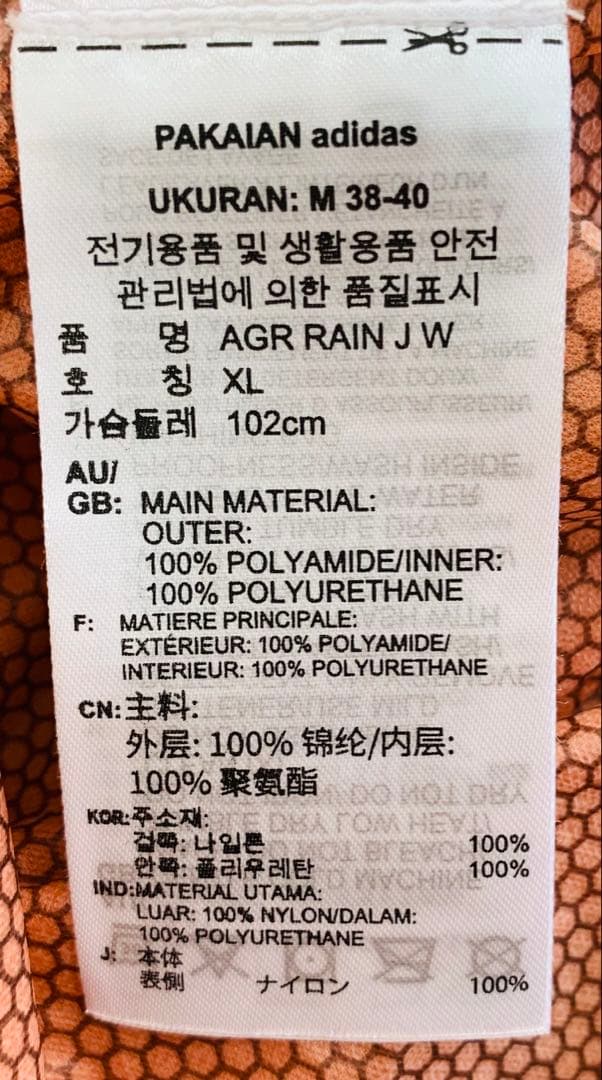 PAKAIAN adidas
UKURAN: M 38-40
전기용품 및 생활용품 안전
관리법에 의한 품질표시
품 명 AGR RAIN J W
호 칭 XL
가슴둘레 102cm
AU/
GB: MAIN MATERIAL:
OUTER:
100% POLYAMIDE/INNER:
100% POLYURETHANE
F: MATIERE PRINCIPALE:
EXTÉRIEUR: 100% POLYAMIDE/
INTERIEUR: 100% POLYURETHANE
CN:主料:
外层: 100% 锦纶/内层:
100% 聚氨酯
KOR:주소재:
겉쪽: 나일론 100%
안쪽: 폴리우레탄 100%
IND:MATERIAL UTAMA:
LUAR: 100% NYLON/DALAM:
100% POLYURETHANE
J: 本体
表側 ナイロン 100%